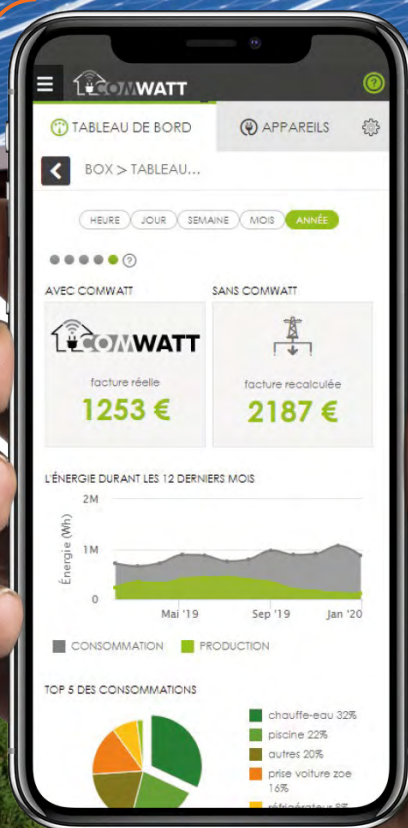 COMWATT
TABLEAU DE BORD
APPAREILS
BOX > TABLEAU...
HEURE
JOUR
SEMAINE
MOIS
ANNÉE
?
AVEC COMWATT
SANS COMWATT
COMWATT
facture réelle
1253 €
facture recalculée
2187 €
L'ÉNERGIE DURANT LES 12 DERNIERS MOIS
2M
1M
0
Énergie (Wh)
Mai '19
Sep '19
Jan '20
CONSOMMATION
PRODUCTION
TOP 5 DES CONSOMMATIONS
chauffe-eau 32%
piscine 22%
autres 20%
prise voiture zoe
16%
réfrigérateur 8%